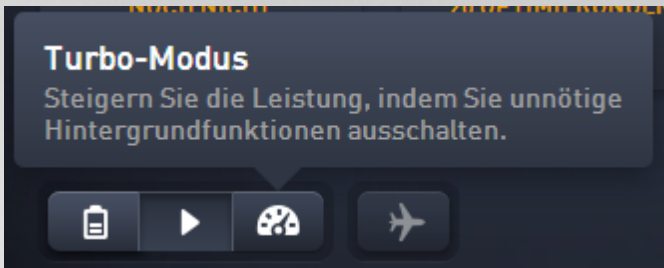 Turbo-Modus
Steigern Sie die Leistung, indem Sie unnötige
Hintergrundfunktionen ausschalten.